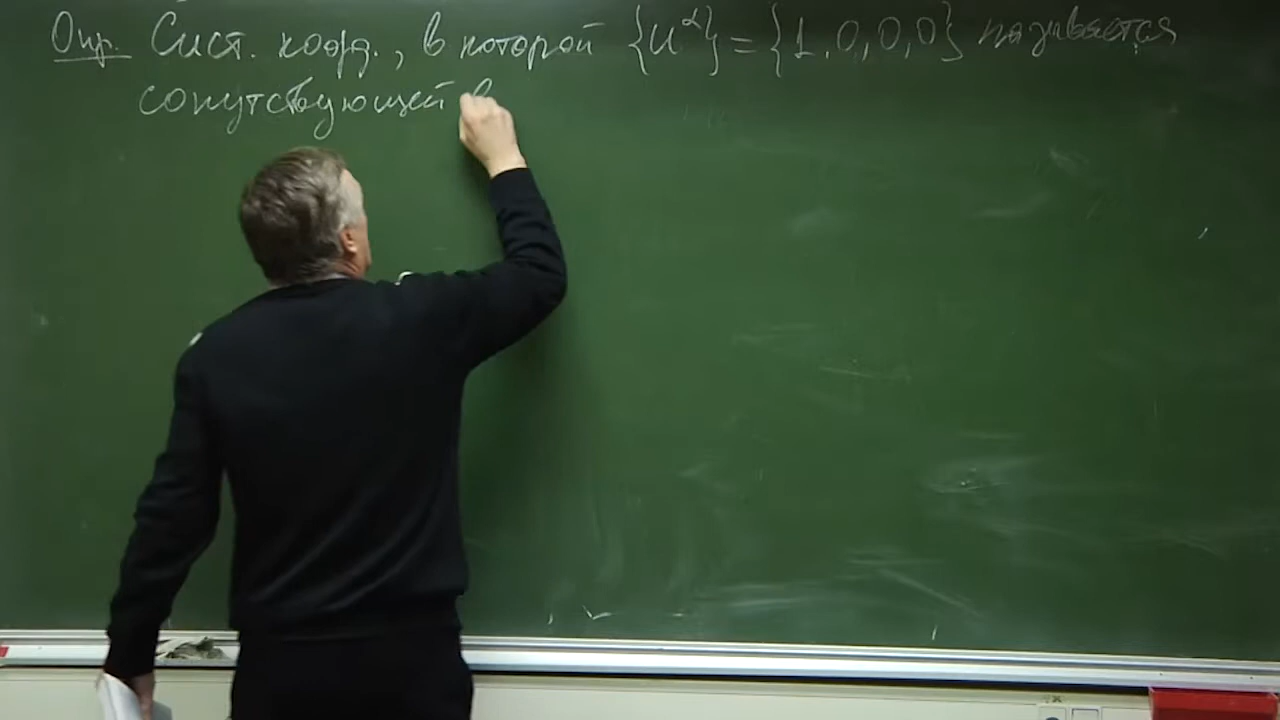 Опр. Сист. коорд., в которой {u^α} = {1,0,0,0} называется
сопутствующей в